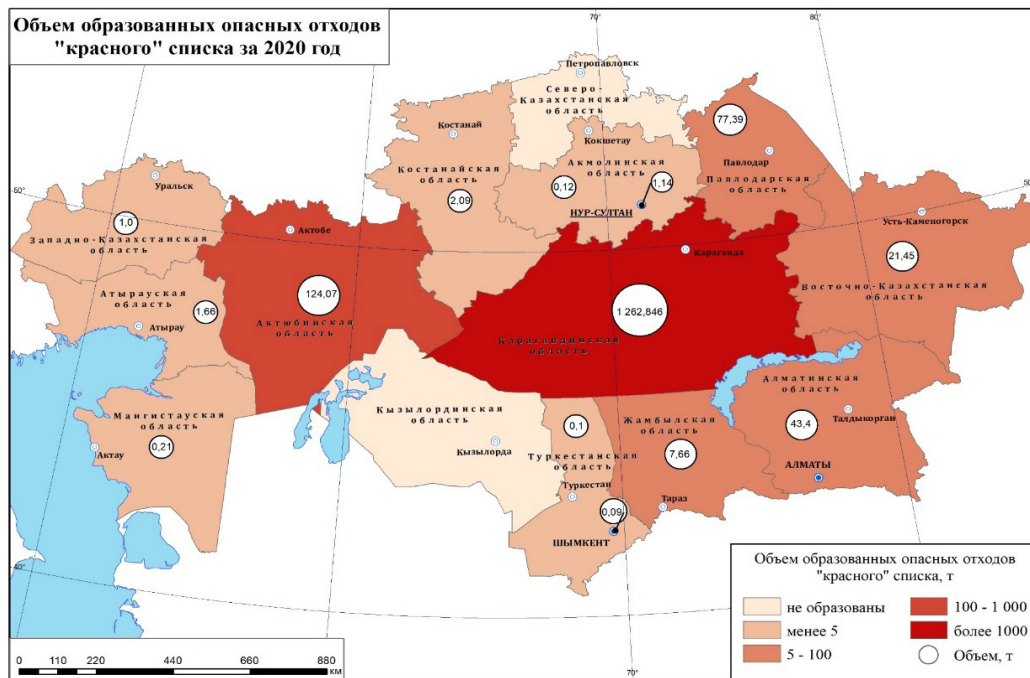 Объем образованных опасных отходов
"красного" списка за 2020 год
70°
80°
Петропавловск
Северо-
Казахстанская
область
77,39
Костанай
Кокшетау
Павлодар
Костанайская
область
2,09
Акмолинская
область
0,12
1,14
НУР-СУЛТАН
Павлодарская
область
50°
50°
Уральск
1,0
Западно-Казахстанская
область
Актобе
Караганда
Усть-Каменогорск
21,45
Восточно-Казахстанская
область
Атырауская
область
1,66
Атырау
124,07
Актюбинская
область
1 262,846
Карагандинская
область
Мангистауская
область
0,21
Актау
Кызылординская
область
Кызылорда
0,1
Туркестанская
область
Туркестан
0,09
ШЫМКЕНТ
Жамбылская
область
7,66
Тараз
Алматинская
область
43,4
Талдыкорган
АЛМАТЫ
40°
70°
Объем образованных опасных отходов
"красного" списка, т
не образованы
менее 5
5 - 100
100 - 1 000
более 1000
Объем, т
0 110 220 440 660 880
км